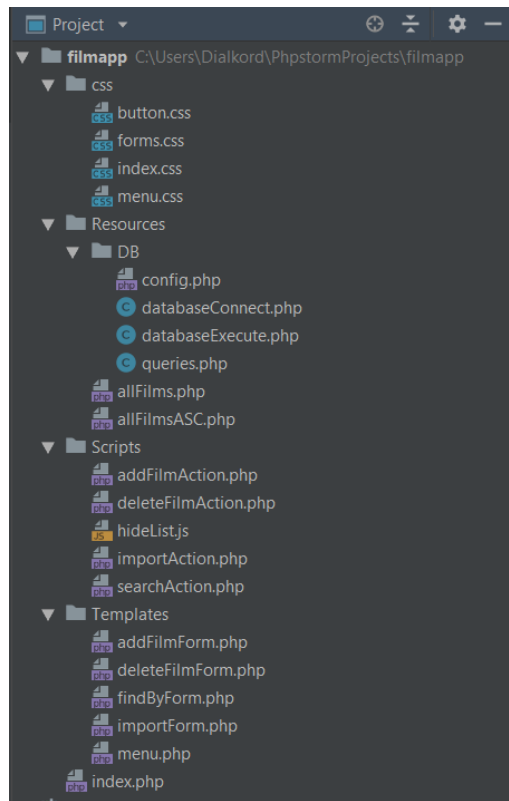 Project
filmapp C:\Users\Dialkord\PhpstormProjects\filmapp
css
button.css
forms.css
index.css
menu.css
Resources
DB
config.php
databaseConnect.php
databaseExecute.php
queries.php
allFilms.php
allFilmsASC.php
Scripts
addFilmAction.php
deleteFilmAction.php
hideList.js
importAction.php
searchAction.php
Templates
addFilmForm.php
deleteFilmForm.php
findByForm.php
importForm.php
menu.php
index.php